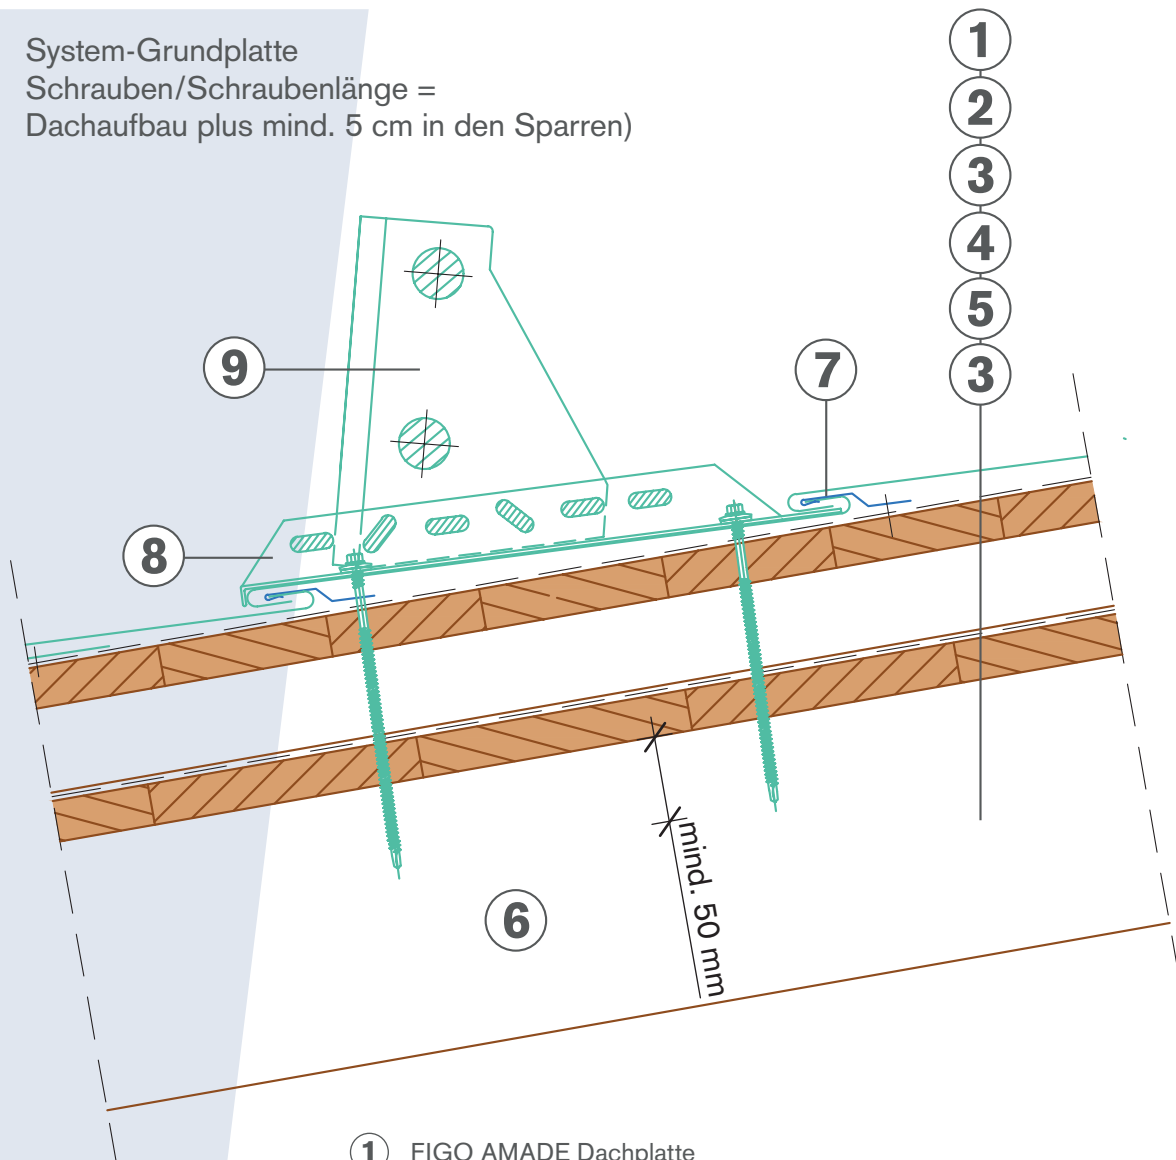 System-Grundplatte
Schrauben/Schraubenlänge =
Dachaufbau plus mind. 5 cm in den Sparren)
1
2
3
4
5
3
9
7
8
6
mind. 50 mm
1 FIGO AMADE Dachplatte